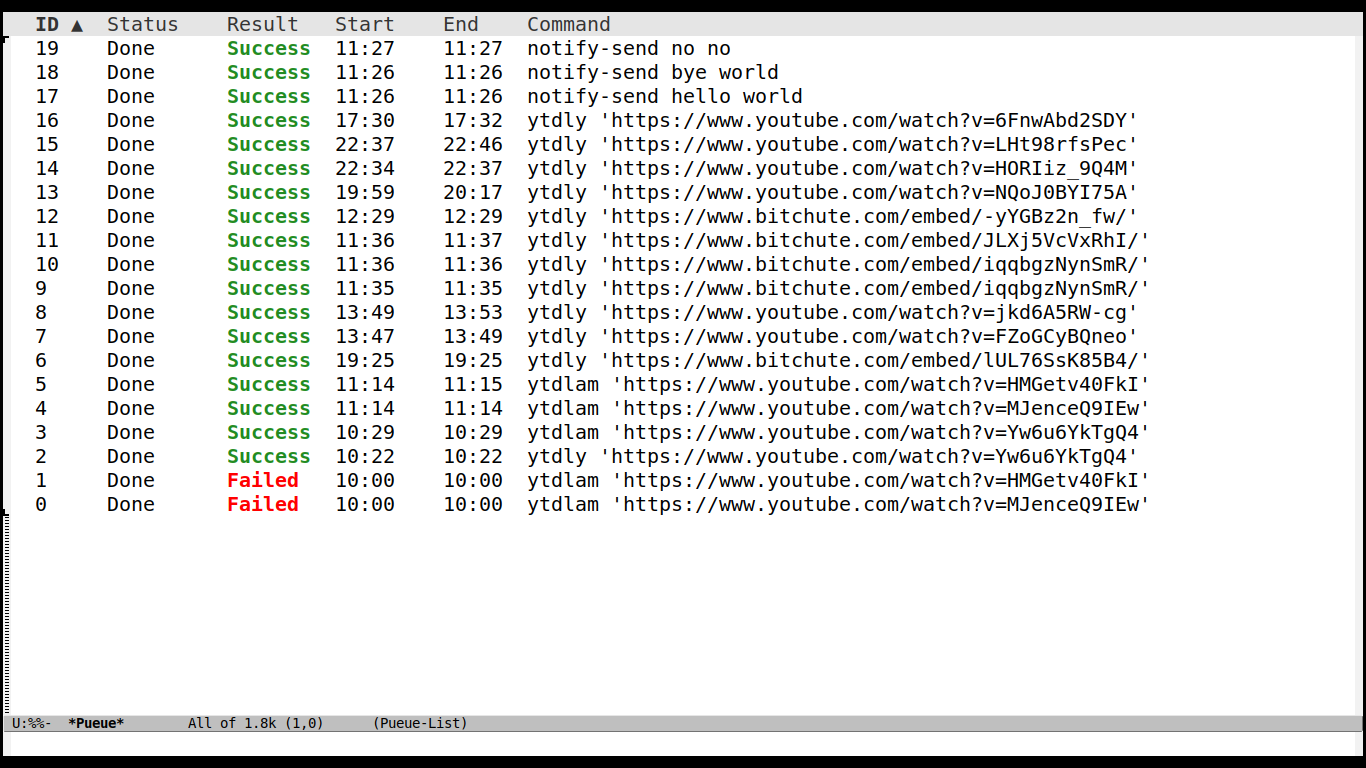 ID ▲ Status Result Start End Command
19 Done Success 11:27 11:27 notify-send no no
18 Done Success 11:26 11:26 notify-send bye world
17 Done Success 11:26 11:26 notify-send hello world
16 Done Success 17:30 17:32 ytdly 'https://www.youtube.com/watch?v=6FnwAbd2SDY'
15 Done Success 22:37 22:46 ytdly 'https://www.youtube.com/watch?v=LHt98rfsPec'
14 Done Success 22:34 22:37 ytdly 'https://www.youtube.com/watch?v=HORIiz_9Q4M'
13 Done Success 19:59 20:17 ytdly 'https://www.youtube.com/watch?v=NQoJ0BYI75A'
12 Done Success 12:29 12:29 ytdly 'https://www.bitchute.com/embed/-yYGBz2n_fw/'
11 Done Success 11:36 11:37 ytdly 'https://www.bitchute.com/embed/JLXj5VcVxRhI/'
10 Done Success 11:36 11:36 ytdly 'https://www.bitchute.com/embed/iqqbgzNynSmR/'
9 Done Success 11:35 11:35 ytdly 'https://www.bitchute.com/embed/iqqbgzNynSmR/'
8 Done Success 13:49 13:53 ytdly 'https://www.youtube.com/watch?v=jkd6A5RW-cg'
7 Done Success 13:47 13:49 ytdly 'https://www.youtube.com/watch?v=FZoGCyBQneo'
6 Done Success 19:25 19:25 ytdly 'https://www.bitchute.com/embed/lUL76SsK85B4/'
5 Done Success 11:14 11:15 ytdlam 'https://www.youtube.com/watch?v=HMGetv40FkI'
4 Done Success 11:14 11:14 ytdlam 'https://www.youtube.com/watch?v=MJenceQ9IEw'
3 Done Success 10:29 10:29 ytdlam 'https://www.youtube.com/watch?v=Yw6u6YkTgQ4'
2 Done Success 10:22 10:22 ytdly 'https://www.youtube.com/watch?v=Yw6u6YkTgQ4'
1 Done Failed 10:00 10:00 ytdlam 'https://www.youtube.com/watch?v=HMGetv40FkI'
0 Done Failed 10:00 10:00 ytdlam 'https://www.youtube.com/watch?v=MJenceQ9IEw'
U:%%- *Pueue* All of 1.8k (1,0) (Pueue-List)